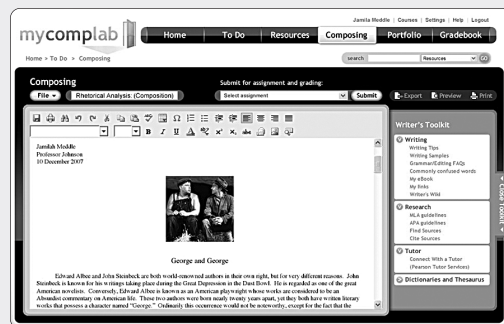 Jamila Meddle | Courses | Settings | Help | Logout
mycomplab
Home To Do Resources Composing Portfolio Gradebook
Home > To Do > Composing
search Resources GO
Composing
Submit for assignment and grading:
File Rhetorical Analysis: (Composition) Select assignment Submit Export Preview Print
Writer's Toolkit
Writing
Writing Tips
Writing Samples
Grammar/Editing FAQs
Commonly confused words
My eBook
My links
Writer's Wiki
Research
MLA guidelines
APA guidelines
Find Sources
Cite Sources
Tutor
Connect With a Tutor
(Pearson Tutor Services)
Dictionaries and Thesaurus
Close Toolkit
Jamilah Meddle
Professor Johnson
10 December 2007
George and George
Edward Albee and John Steinbeck are both world-renowned authors in their own right, but for very different reasons. John
Steinbeck is known for his writings taking place during the Great Depression in the Dust Bowl. He is regarded as one of the great
American novelists. Conversely, Edward Albee is known as an American playwright whose works are considered to be an
Absurdist commentary on American life. These two authors were born nearly twenty years apart, yet they both have written literary
works that possess a character named "George." Ordinarily this occurrence would not be noteworthy, except for the fact that the